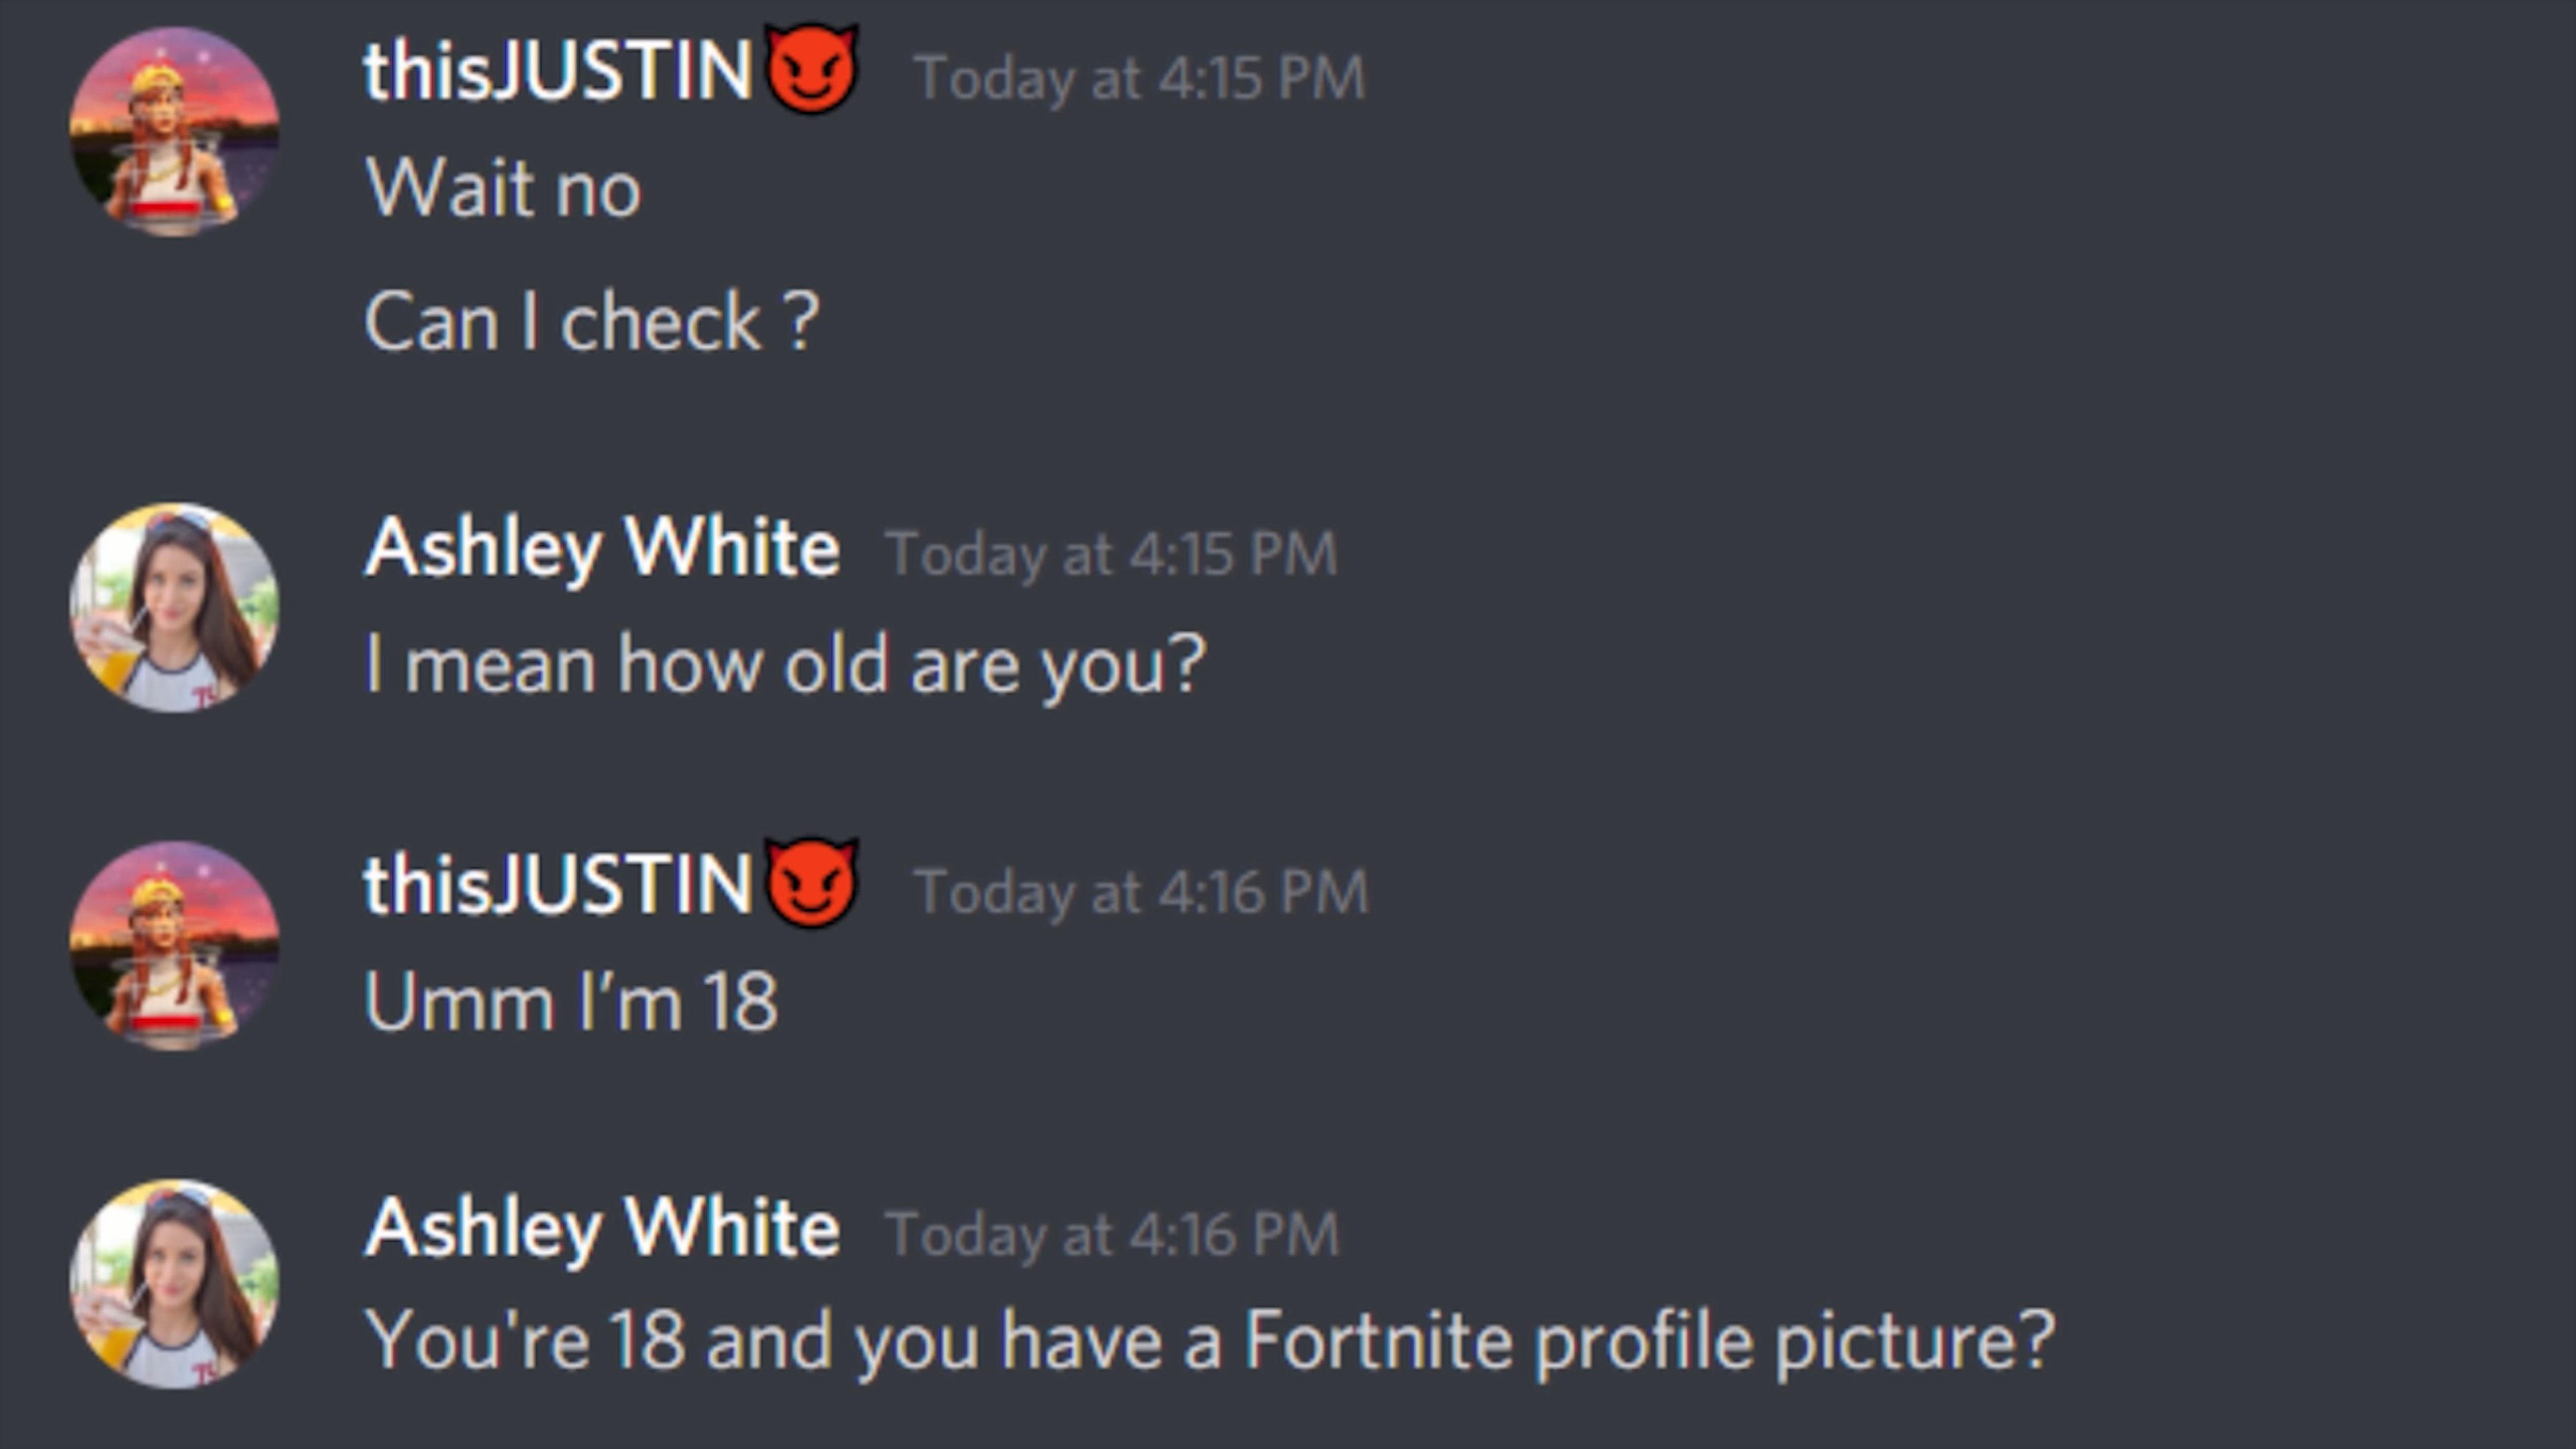 thisJUSTIN😈 Today at 4:15 PM
Wait no
Can I check ?
Ashley White Today at 4:15 PM
I mean how old are you?
thisJUSTIN😈 Today at 4:16 PM
Umm I’m 18
Ashley White Today at 4:16 PM
You're 18 and you have a Fortnite profile picture?